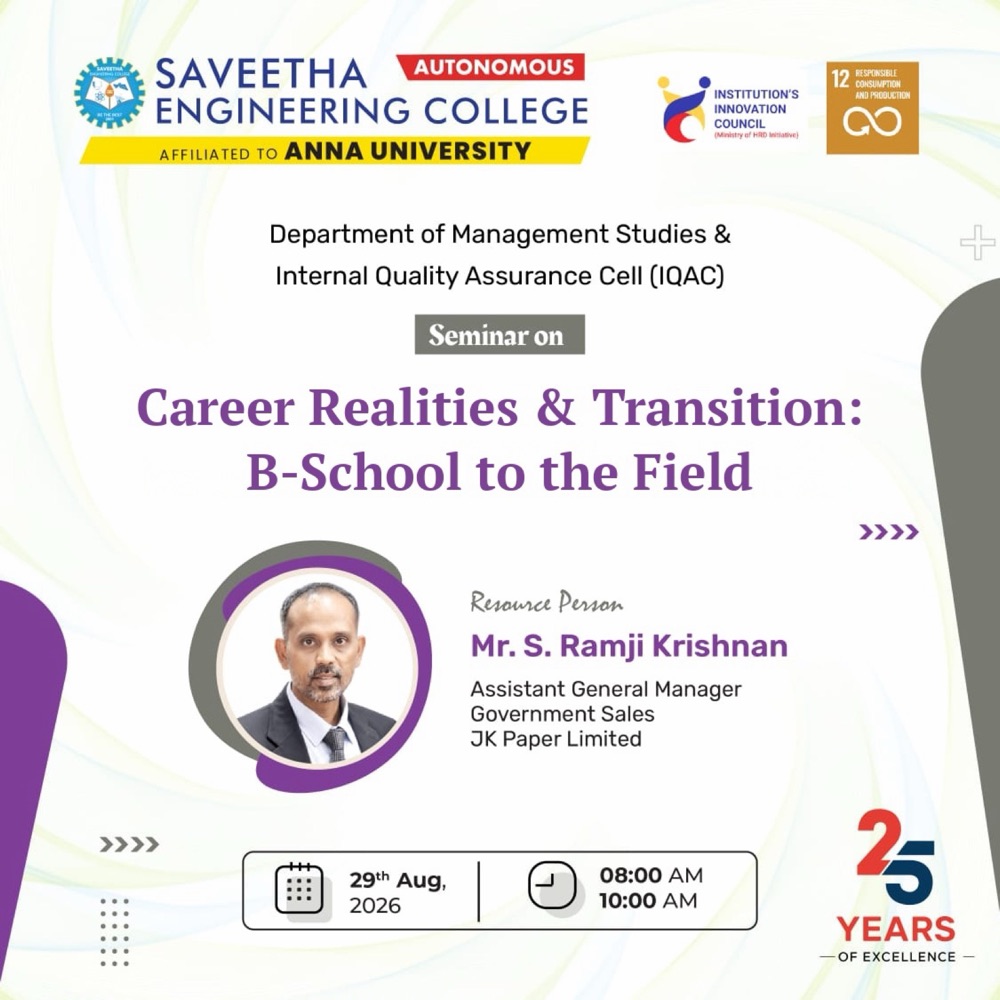 SAVEETHA
ENGINEERING COLLEGE
AUTONOMOUS
AFFILIATED TO ANNA UNIVERSITY
SAVEETHA
ENGINEERING COLLEGE
INSTITUTION'S
INNOVATION
COUNCIL
(Ministry of HRD Initiative)
12 RESPONSIBLE
CONSUMPTION
AND PRODUCTION
Department of Management Studies &
Internal Quality Assurance Cell (IQAC)
Seminar on
Career Realities & Transition:
B-School to the Field
Resource Person
Mr. S. Ramji Krishnan
Assistant General Manager
Government Sales
JK Paper Limited
29th Aug,
2026
08:00 AM
10:00 AM
25
YEARS
OF EXCELLENCE